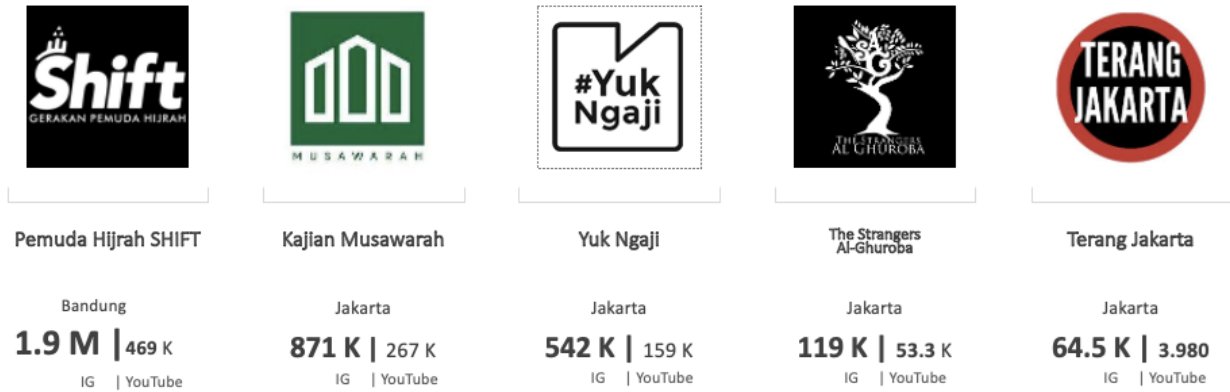 Shift
GERAKAN PEMUDA HIJRAH
MUSAWARAH
#Yuk
Ngaji
AG
THE STRANGERS
AL GHUROBA
TERANG
JAKARTA
Pemuda Hijrah SHIFT
Kajian Musawarah
Yuk Ngaji
The Strangers
Al-Ghuroba
Terang Jakarta
Bandung
Jakarta
Jakarta
Jakarta
Jakarta
1.9 M | 469 K
871 K | 267 K
542 K | 159 K
119 K | 53.3 K
64.5 K | 3.980
IG | YouTube
IG | YouTube
IG | YouTube
IG | YouTube
IG | YouTube